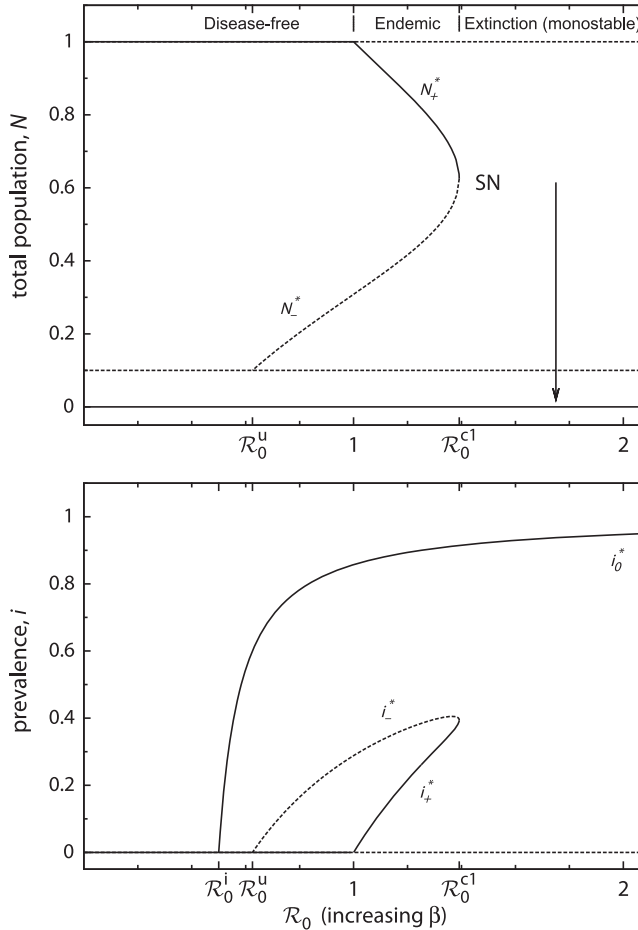 Disease-free Endemic Extinction (monostable)
1
0.8
0.6
0.4
0.2
0
total population, N
N₊*
SN
N₋*
ℛ₀ᵘ 1 ℛ₀ᶜ¹ 2
1
0.8
0.6
0.4
0.2
0
prevalence, i
i₀*
i₋*
i₊*
ℛ₀ⁱ ℛ₀ᵘ 1 ℛ₀ᶜ¹ 2
ℛ₀ (increasing β)